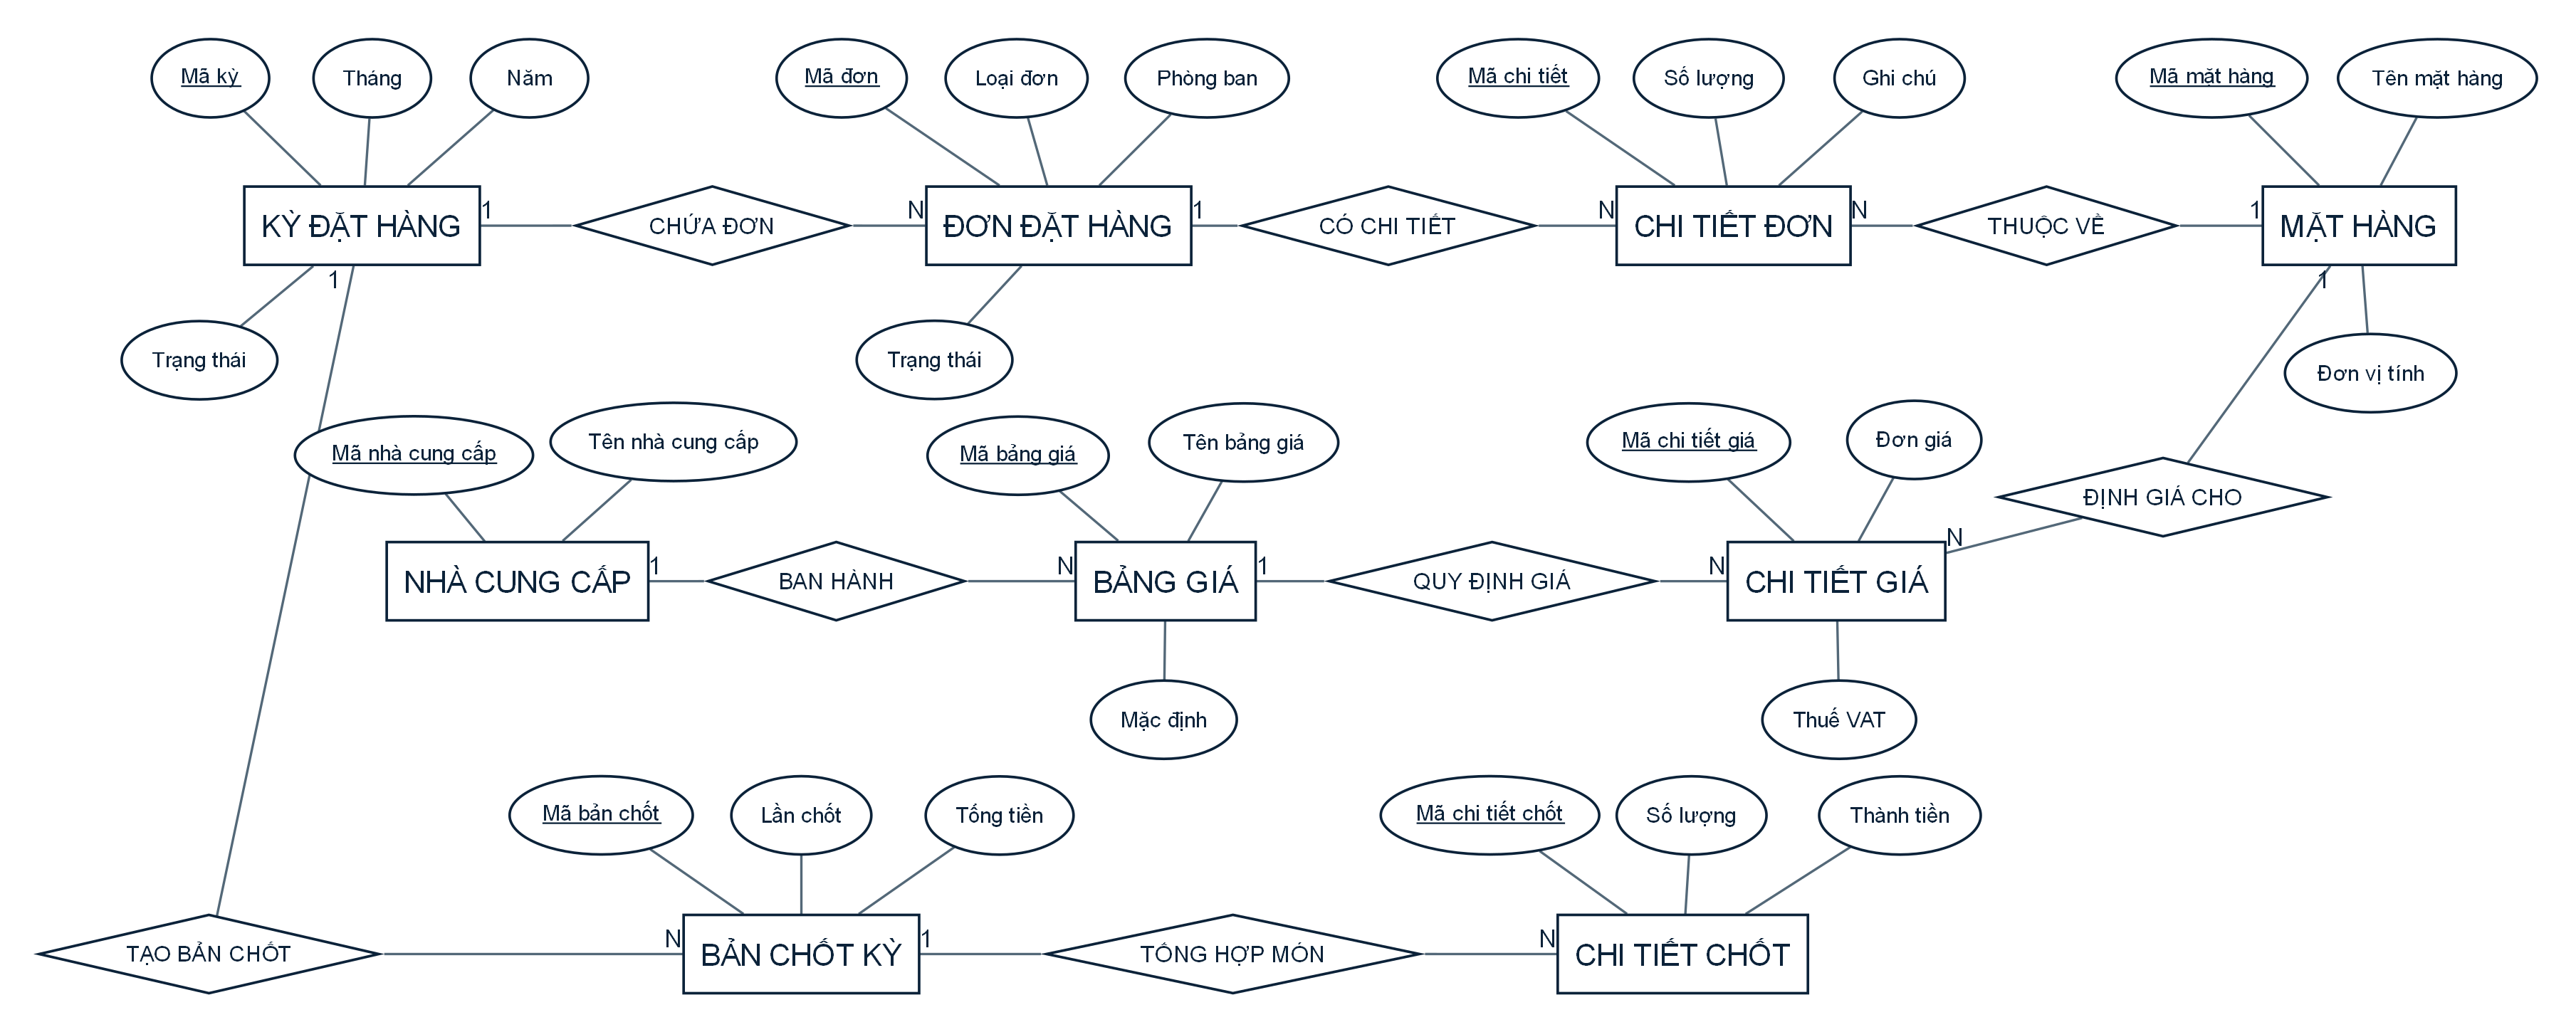 Mã kỳ
Tháng
Năm
Mã đơn
Loại đơn
Phòng ban
Mã chi tiết
Số lượng
Ghi chú
Mã mặt hàng
Tên mặt hàng
KỲ ĐẶT HÀNG
1
CHỨA ĐƠN
N
ĐƠN ĐẶT HÀNG
1
CÓ CHI TIẾT
N
CHI TIẾT ĐƠN
N
THUỘC VỀ
1
MẶT HÀNG
1
1
Trạng thái
Trạng thái
Đơn vị tính
Mã nhà cung cấp
Tên nhà cung cấp
Mã bảng giá
Tên bảng giá
Mã chi tiết giá
Đơn giá
ĐỊNH GIÁ CHO
N
NHÀ CUNG CẤP
1
BAN HÀNH
N
BẢNG GIÁ
1
QUY ĐỊNH GIÁ
N
CHI TIẾT GIÁ
Mặc định
Thuế VAT
Mã bản chốt
Lần chốt
Tổng tiền
Mã chi tiết chốt
Số lượng
Thành tiền
TẠO BẢN CHỐT
N
BẢN CHỐT KỲ
1
TỔNG HỢP MÓN
N
CHI TIẾT CHỐT